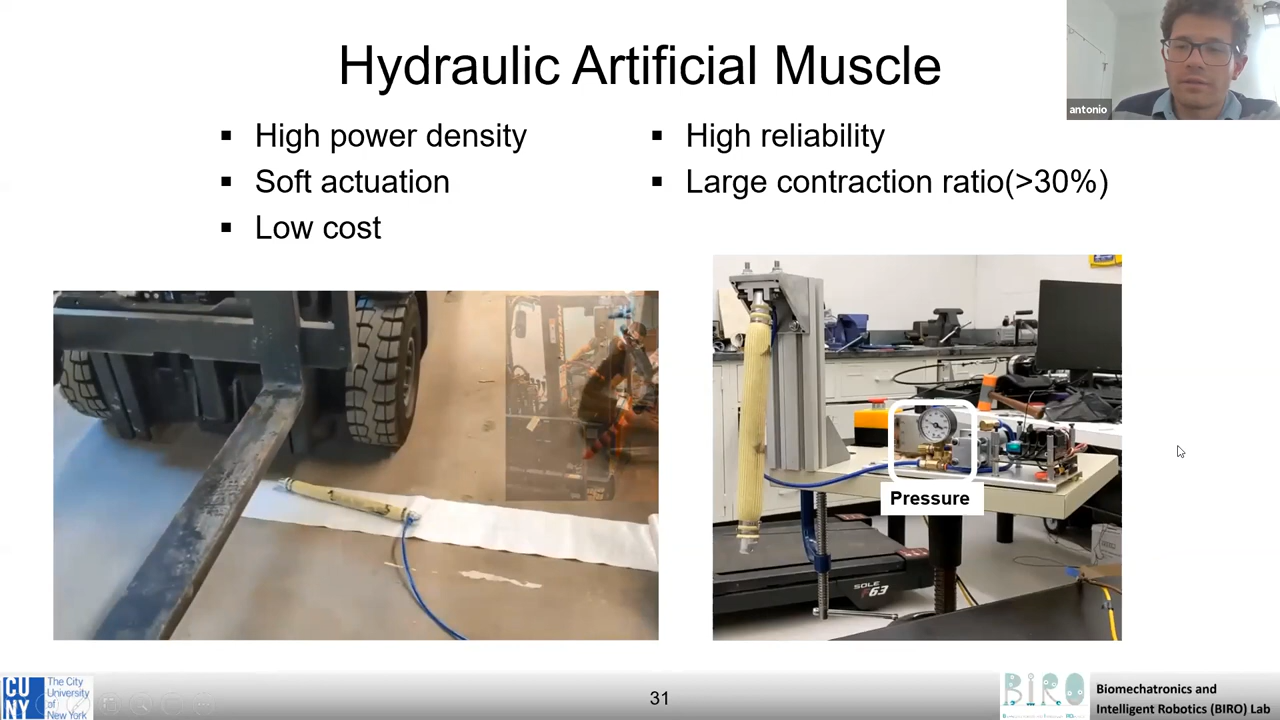 Hydraulic Artificial Muscle
antonio
▪ High power density
▪ Soft actuation
▪ Low cost
▪ High reliability
▪ Large contraction ratio(>30%)
Pressure
SOLE
F63
CU
NY
The City
University
of
New York
31
BIRO
Biomechatronics and
Intelligent Robotics (BIRO) Lab